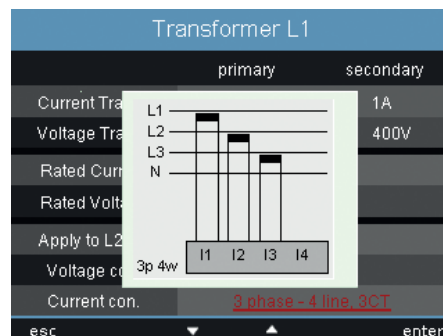 Transformer L1
primary secondary
Current Tra 1A
Voltage Tra 400V
Rated Curr
Rated Volt
Apply to L2
Voltage co
Current con. 3 phase - 4 line, 3CT
L1
L2
L3
N
I1 I2 I3 I4
3p 4w
esc enter